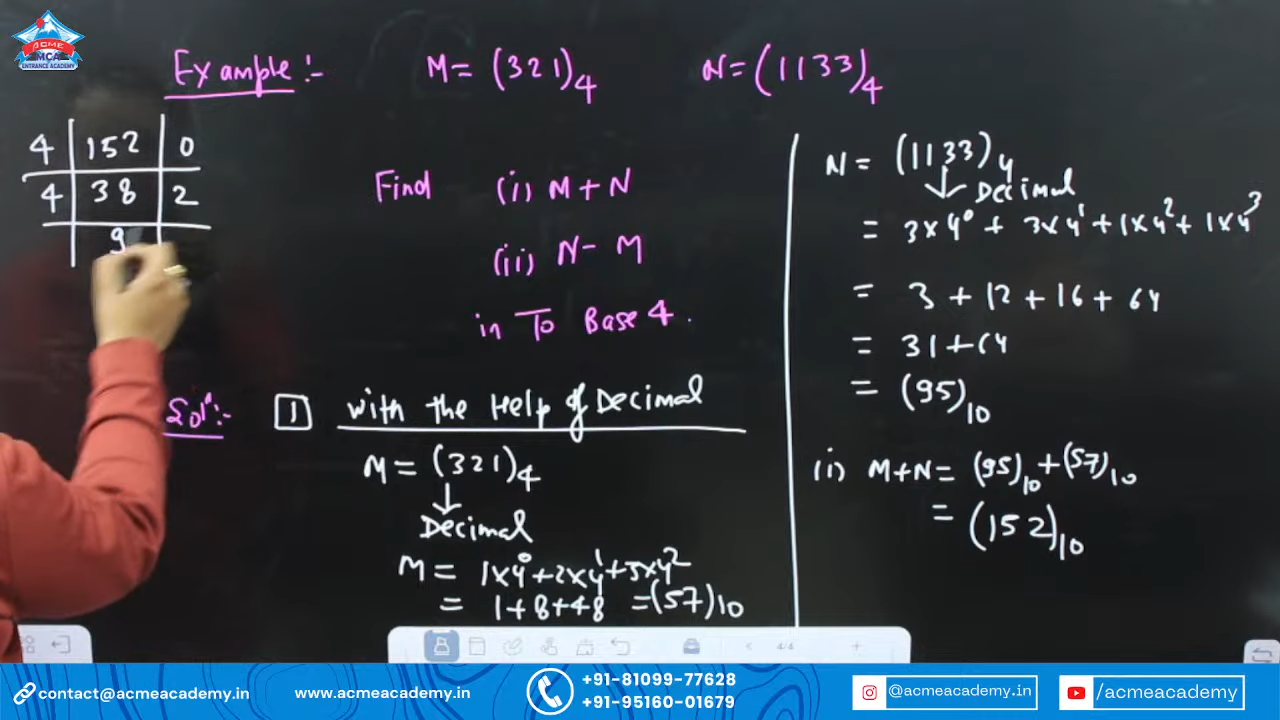 ACME
MCA
ENTRANCE ACADEMY
Example :-
M = (321)₄
N = (1133)₄
4 | 152 | 0
4 | 38 | 2
9
Find (i) M + N
(ii) N - M
in To Base 4.
Solⁿ:-
1 with the Help of Decimal
M = (321)₄
↓
Decimal
M = 1×4⁰+2×4¹+3×4²
= 1+8+48 = (57)₁₀
N = (1133)₄
↓ Decimal
= 3×4⁰ + 3×4¹ + 1×4² + 1×4³
= 3 + 12 + 16 + 64
= 31+64
= (95)₁₀
(i) M+N = (95)₁₀+(57)₁₀
= (152)₁₀
4/4
contact@acmeacademy.in
www.acmeacademy.in
+91-81099-77628
+91-95160-01679
@acmeacademy.in
/acmeacademy